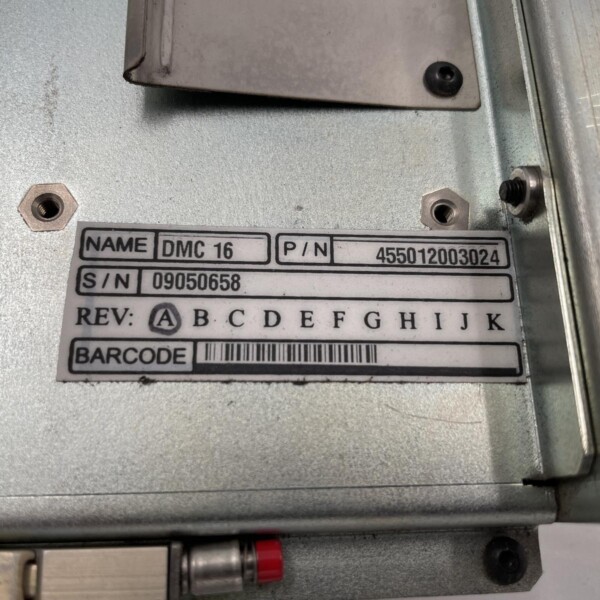 NAME DMC 16 P/N 455012003024
S/N 09050658
REV: A B C D E F G H I J K
BARCODE